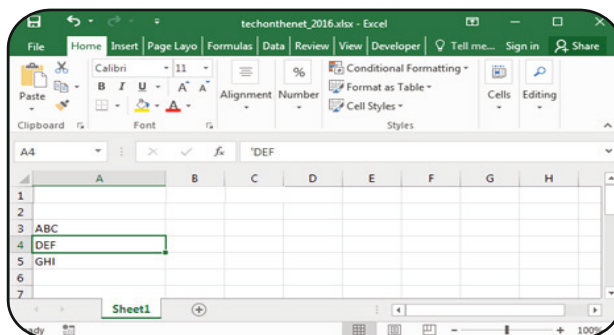 techonthenet_2016.xlsx - Excel
File Home Insert Page Layo Formulas Data Review View Developer Tell me... Sign in Share
Calibri 11 % Conditional Formatting
Paste B I U A A Alignment Number Format as Table Cells Editing
A Cell Styles
Clipboard Font Styles
A4 fx 'DEF
A B C D E F G H
1
2
3 ABC
4 DEF
5 GHI
6
7
Sheet1
ady 100%